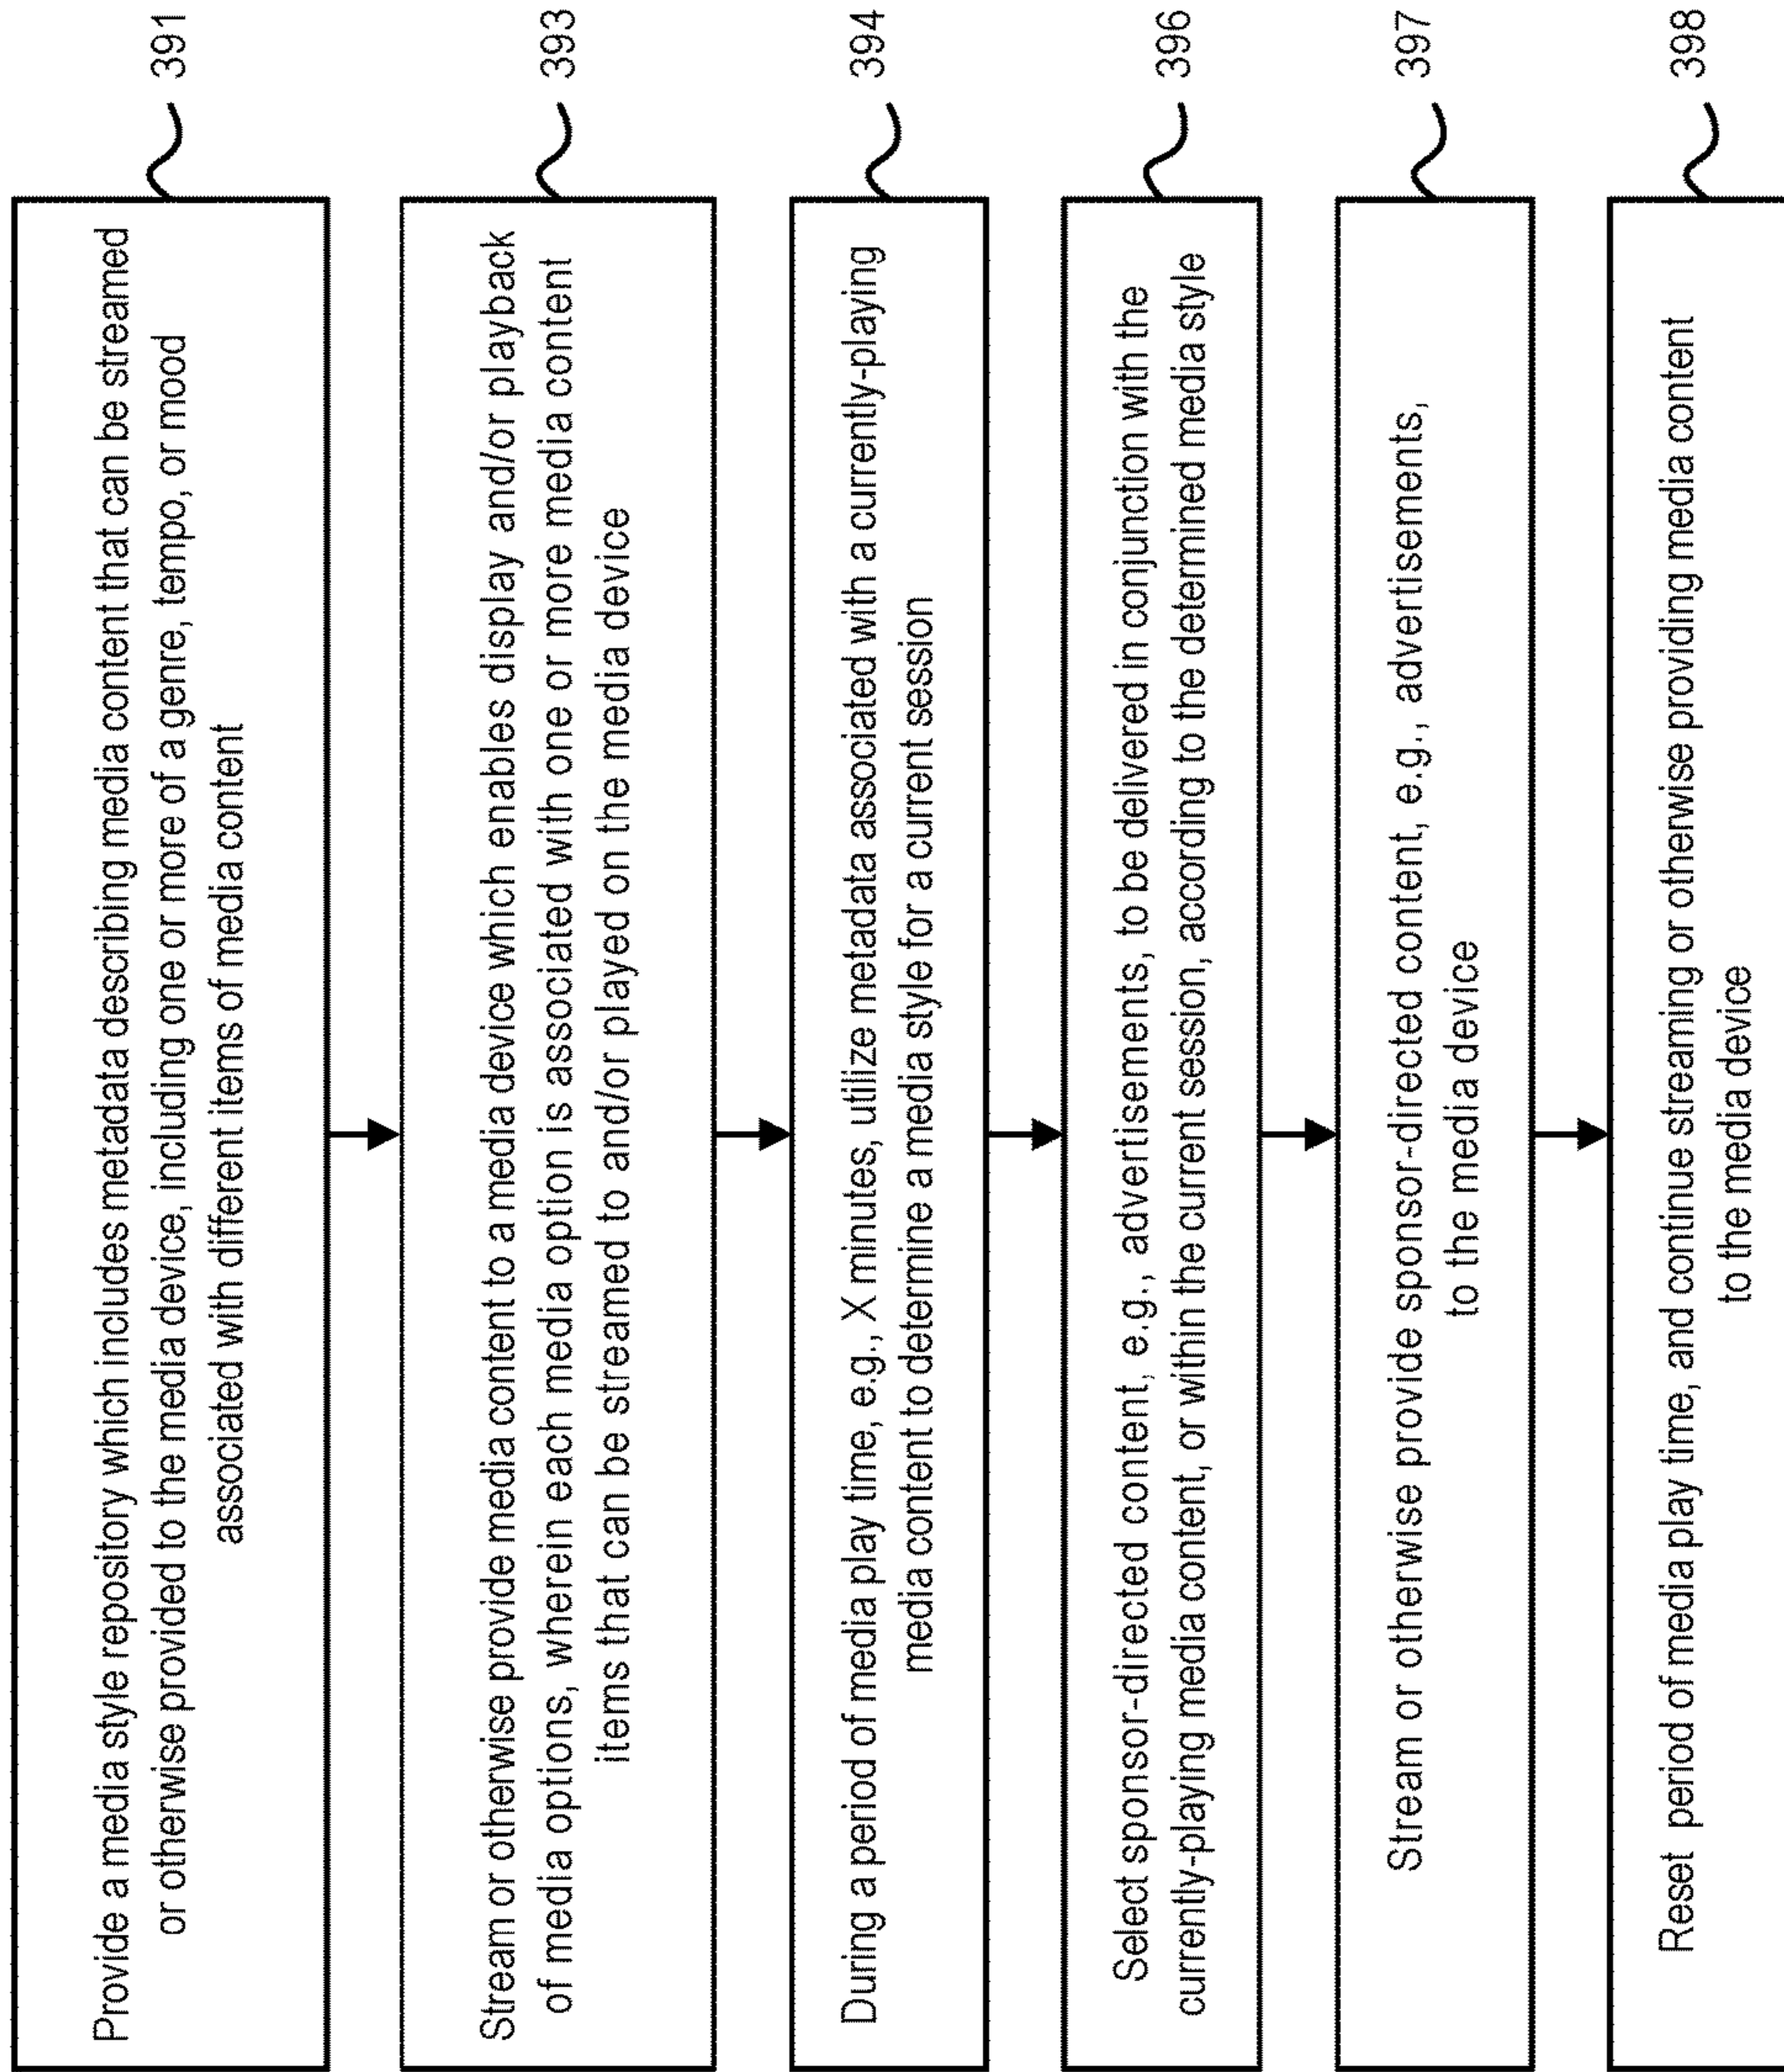 Provide a media style repository which includes metadata describing media content that can be streamed
or otherwise provided to the media device, including one or more of a genre, tempo, or mood
associated with different items of media content
391
Stream or otherwise provide media content to a media device which enables display and/or playback
of media options, wherein each media option is associated with one or more media content
items that can be streamed to and/or played on the media device
393
During a period of media play time, e.g., X minutes, utilize metadata associated with a currently-playing
media content to determine a media style for a current session
394
Select sponsor-directed content, e.g., advertisements, to be delivered in conjunction with the
currently-playing media content, or within the current session, according to the determined media style
396
Stream or otherwise provide sponsor-directed content, e.g., advertisements,
to the media device
397
Reset period of media play time, and continue streaming or otherwise providing media content
to the media device
398